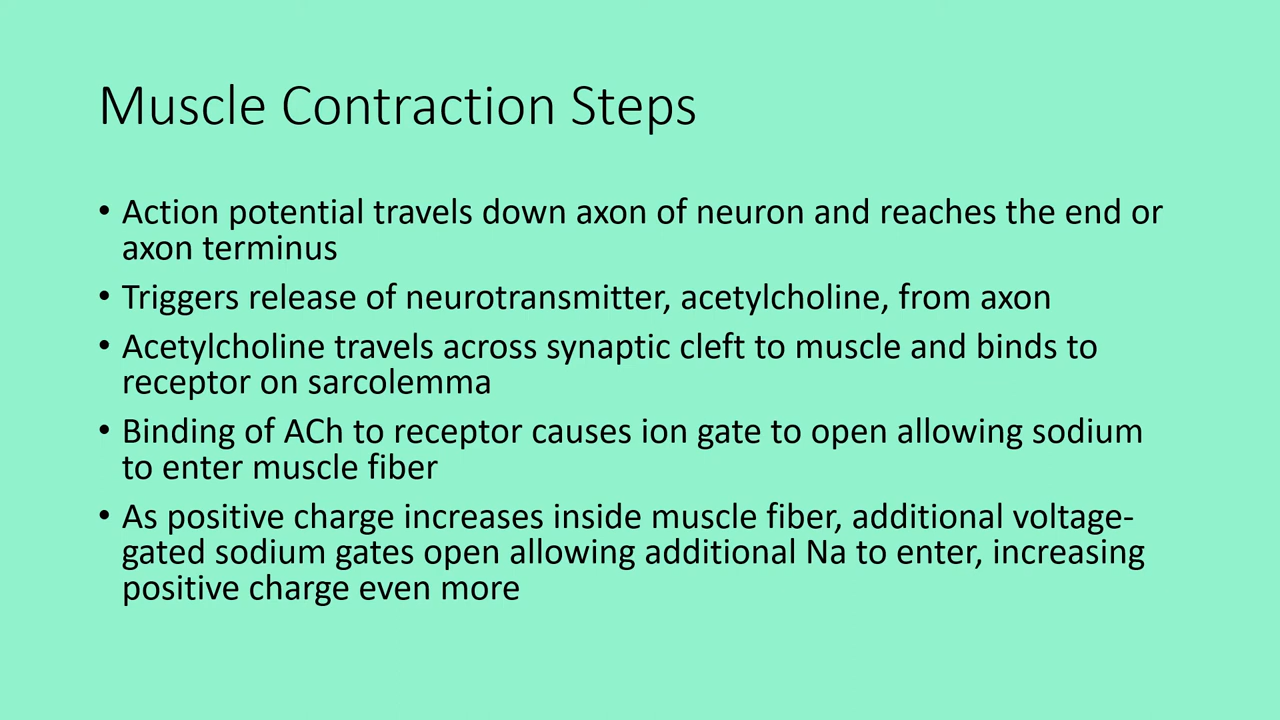 Muscle Contraction Steps
• Action potential travels down axon of neuron and reaches the end or
axon terminus
• Triggers release of neurotransmitter, acetylcholine, from axon
• Acetylcholine travels across synaptic cleft to muscle and binds to
receptor on sarcolemma
• Binding of ACh to receptor causes ion gate to open allowing sodium
to enter muscle fiber
• As positive charge increases inside muscle fiber, additional voltage-
gated sodium gates open allowing additional Na to enter, increasing
positive charge even more